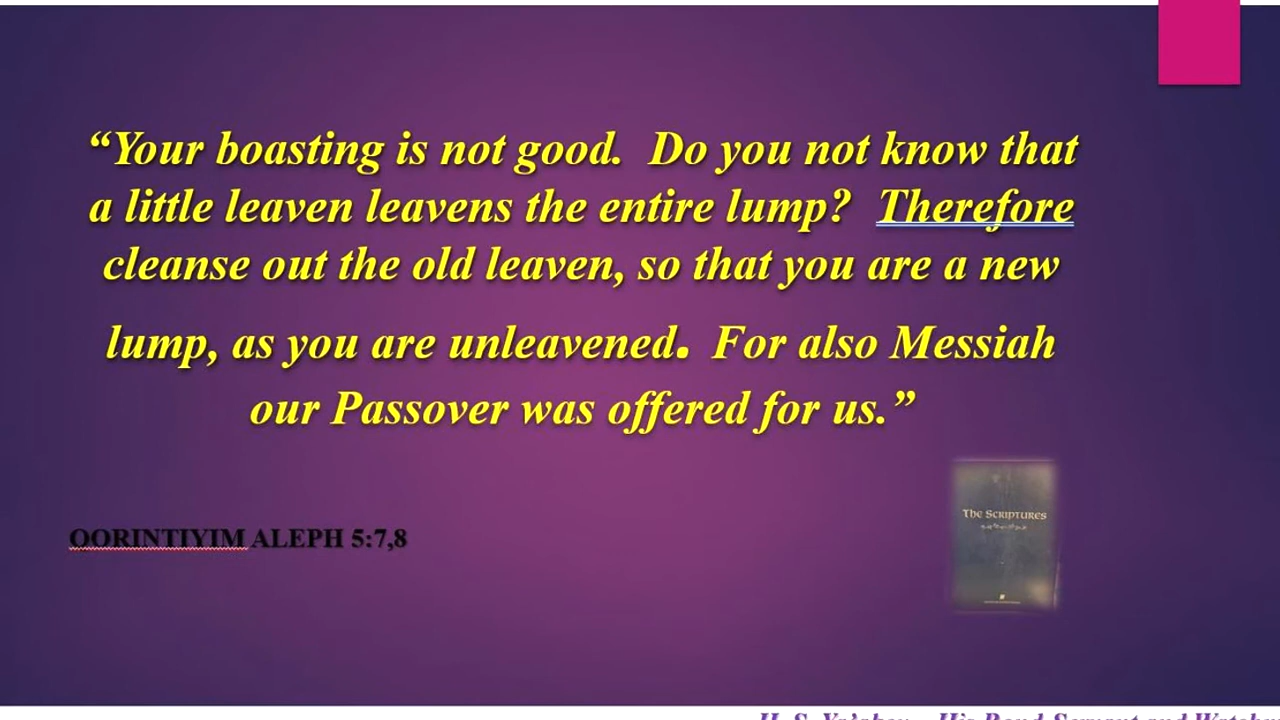 “Your boasting is not good. Do you not know that
a little leaven leavens the entire lump? Therefore
cleanse out the old leaven, so that you are a new
lump, as you are unleavened. For also Messiah
our Passover was offered for us.”
The Scriptures
QORINTIYIM ALEPH 5:7,8